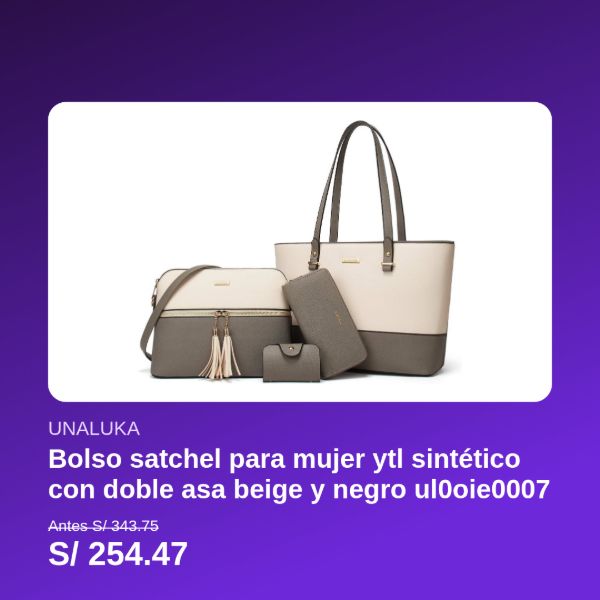 UNALUKA
Bolso satchel para mujer ytl sintético
con doble asa beige y negro ul0oie0007
Antes S/ 343.75
S/ 254.47